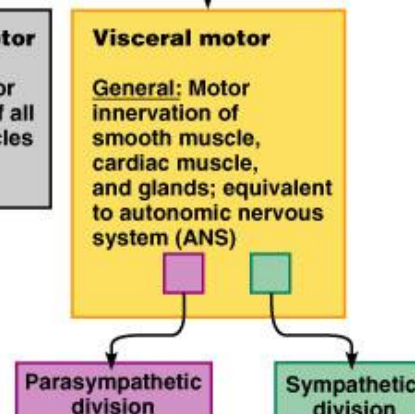 tor
or
f all
cles
Visceral motor
General: Motor
innervation of
smooth muscle,
cardiac muscle,
and glands; equivalent
to autonomic nervous
system (ANS)
Parasympathetic
division
Sympathetic
division